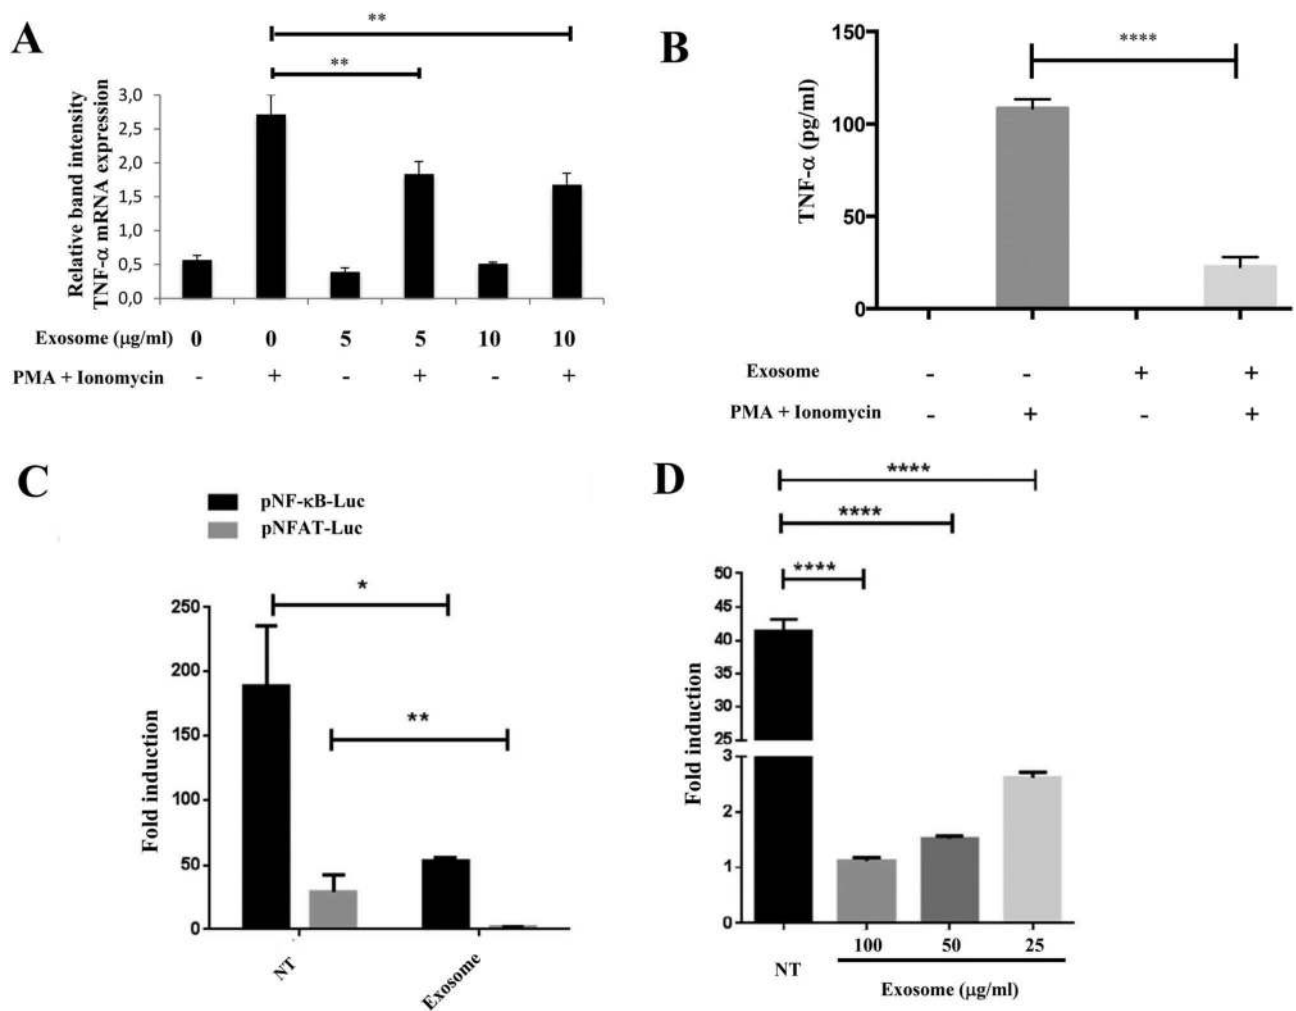 A
**
**
Relative band intensity
TNF-α mRNA expression
3,0
2,5
2,0
1,5
1,0
0,5
0,0
Exosome (μg/ml) 0 0 5 5 10 10
PMA + Ionomycin - + - + - +
B
****
TNF-α (pg/ml)
150
100
50
0
Exosome - - + +
PMA + Ionomycin - + - +
C
pNF-κB-Luc
pNFAT-Luc
*
**
Fold induction
250
200
150
100
50
0
NT
Exosome
D
****
****
****
Fold induction
50
45
40
35
30
25
3
2
1
0
NT
100 50 25
Exosome (μg/ml)